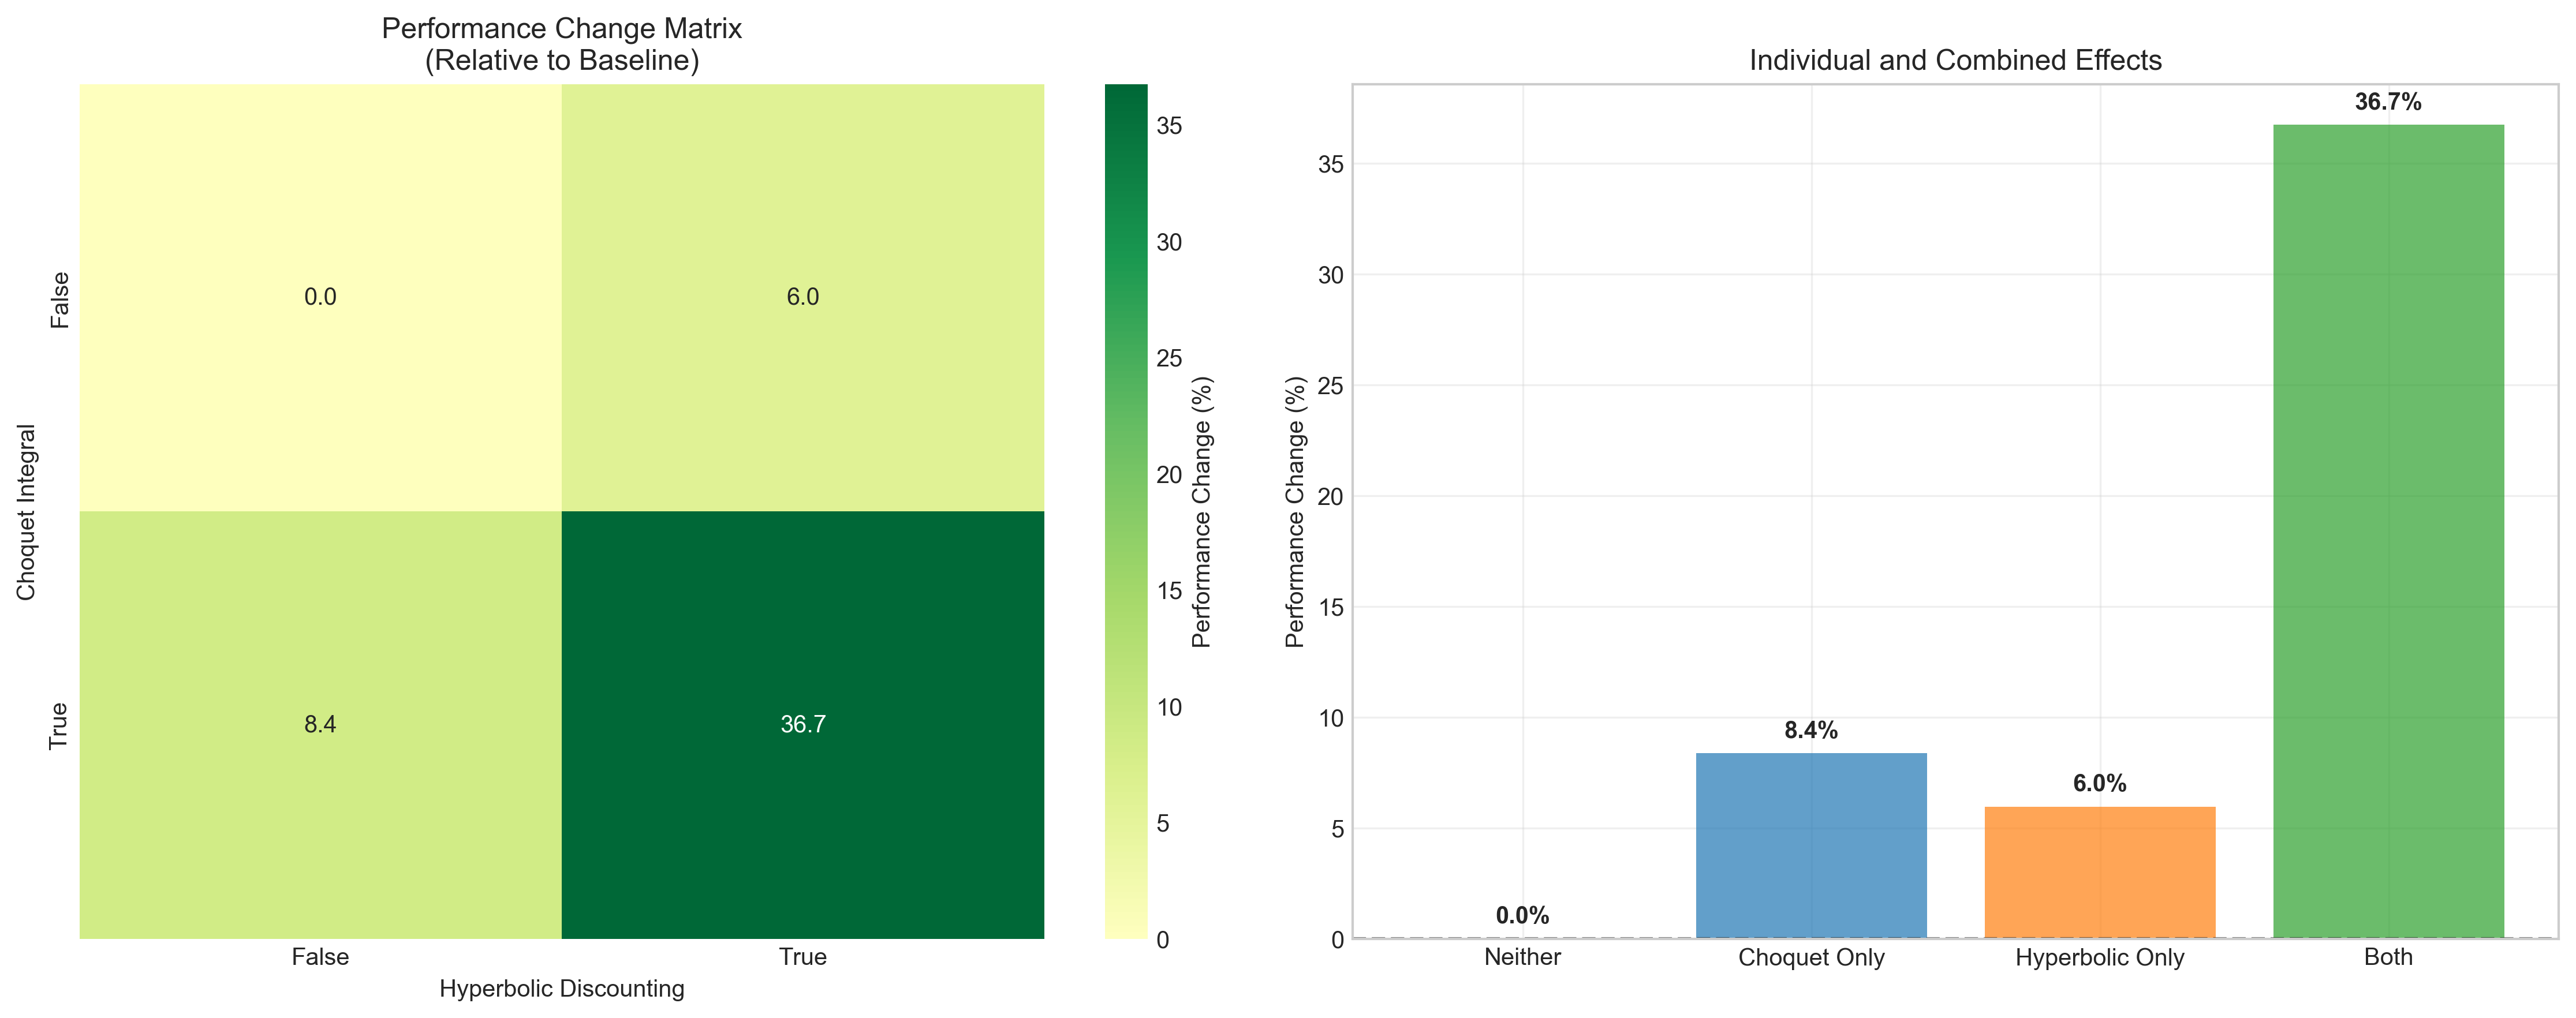 Performance Change Matrix
(Relative to Baseline)
Choquet Integral
False
True
0.0
6.0
8.4
36.7
False
True
Hyperbolic Discounting
35
30
25
20
15
10
5
0
Performance Change (%)
Individual and Combined Effects
Performance Change (%)
35
30
25
20
15
10
5
0
0.0%
8.4%
6.0%
36.7%
Neither
Choquet Only
Hyperbolic Only
Both